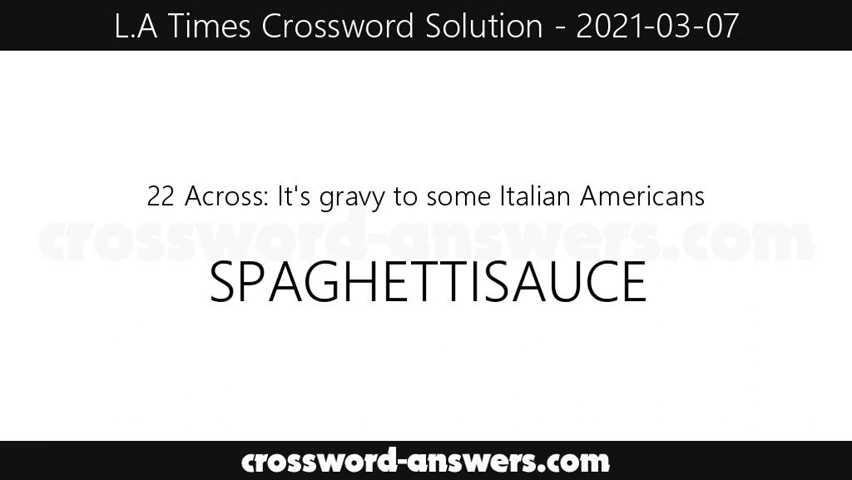 L.A Times Crossword Solution - 2021-03-07
22 Across: It's gravy to some Italian Americans
crossword-answers.com
SPAGHETTISAUCE
crossword-answers.com